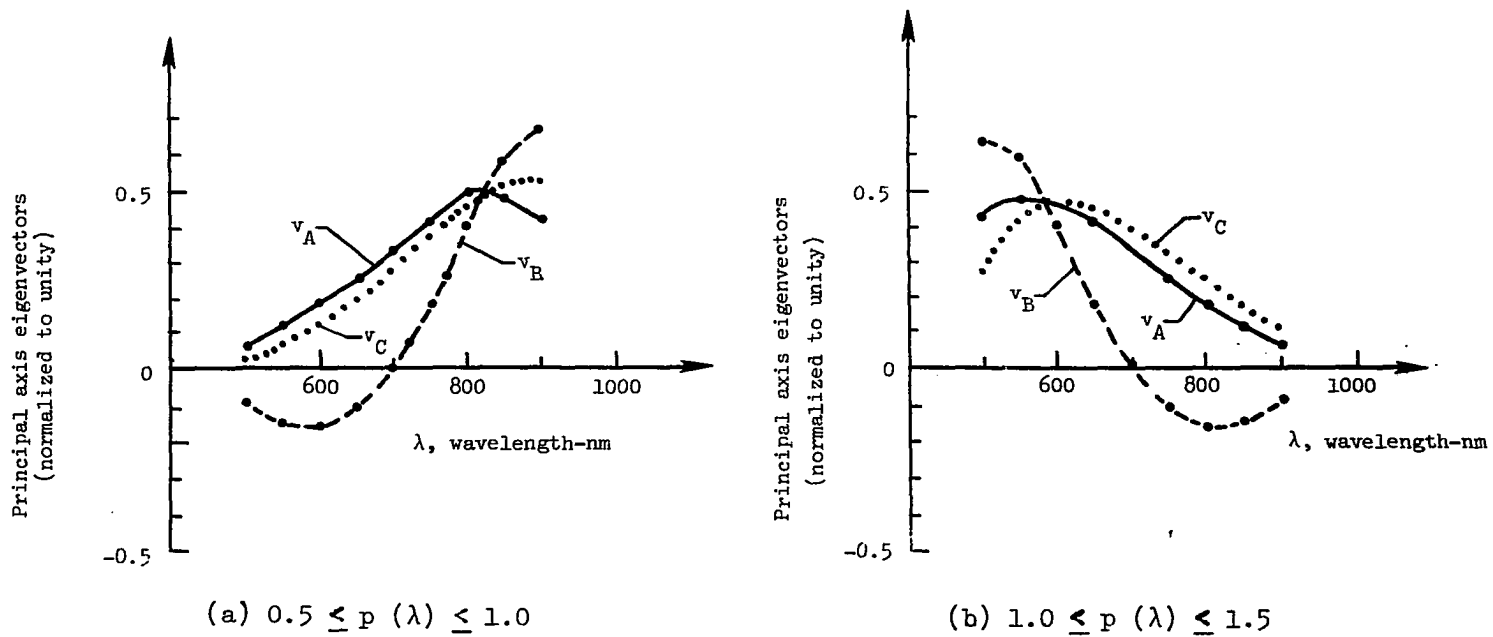 Principal axis eigenvectors
(normalized to unity)
0.5
0
-0.5
v_A
v_B
v_C
600
800
1000
λ, wavelength-nm
(a) 0.5 ≤ p (λ) ≤ 1.0
Principal axis eigenvectors
(normalized to unity)
0.5
0
-0.5
v_C
v_B
v_A
600
800
1000
λ, wavelength-nm
(b) 1.0 ≤ p (λ) ≤ 1.5